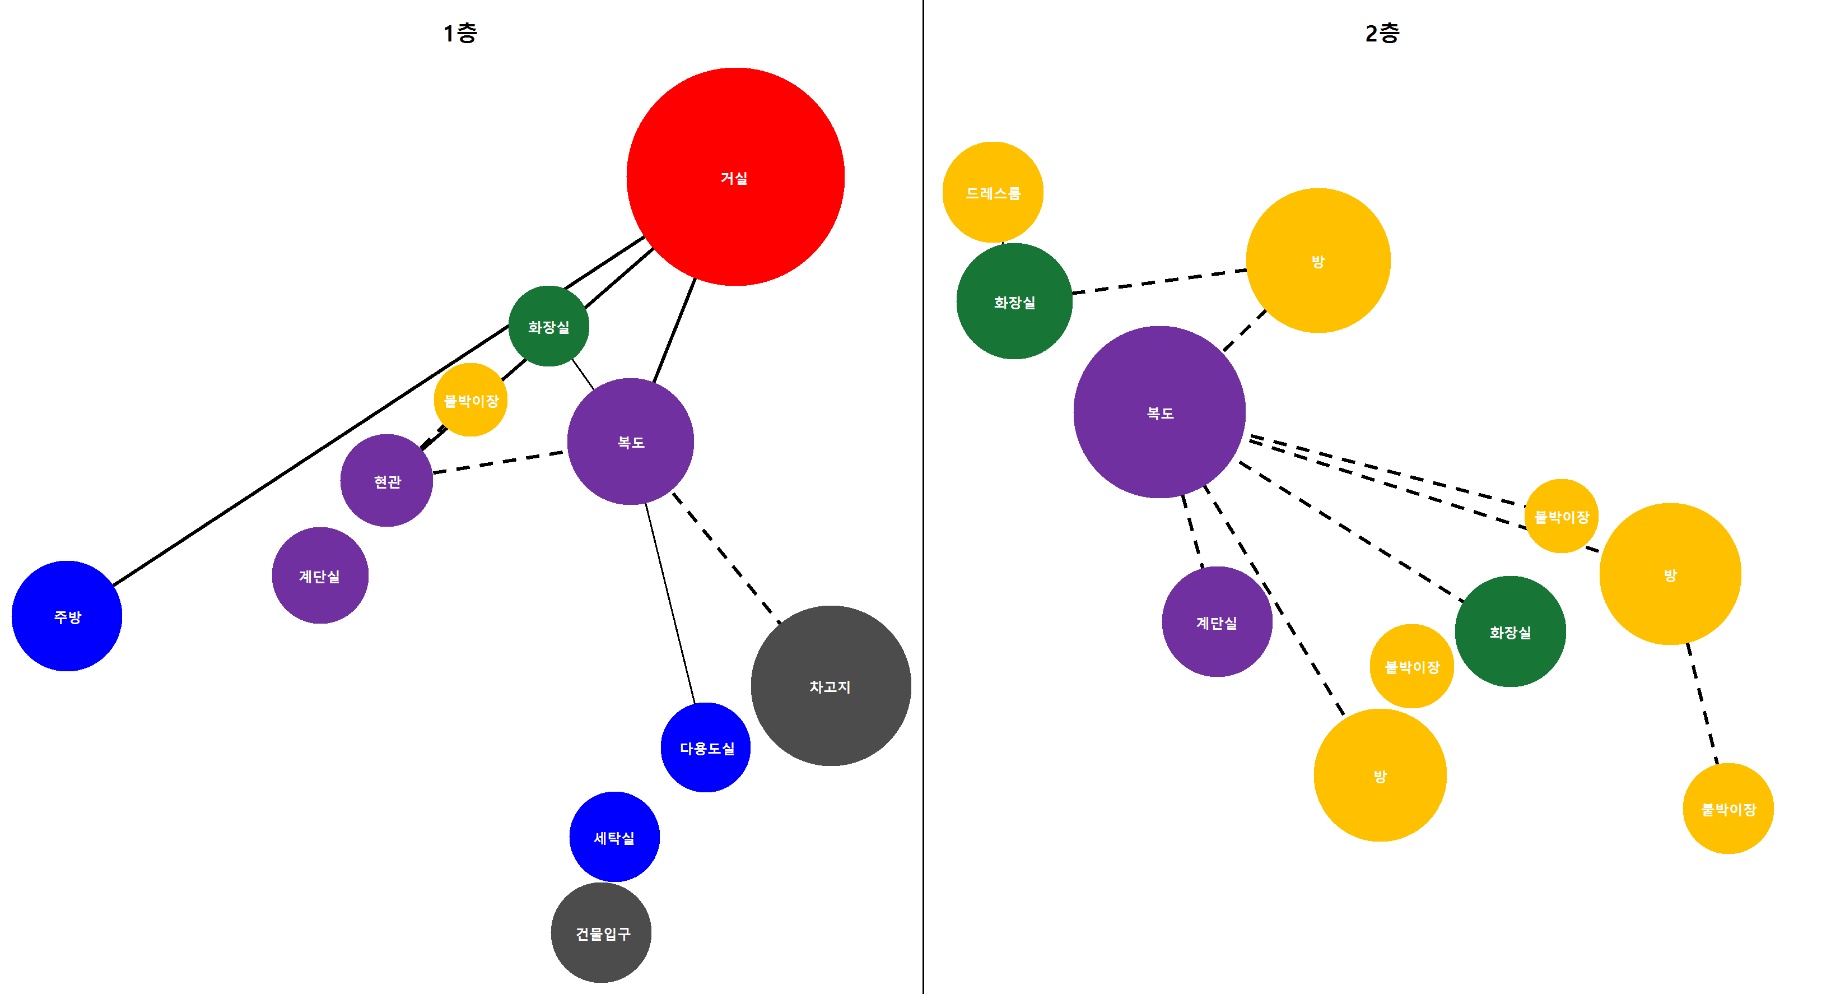 1층
거실
화장실
붙박이장
복도
현관
계단실
주방
차고지
다용도실
세탁실
건물입구
2층
드레스룸
방
화장실
복도
붙박이장
방
계단실
화장실
붙박이장
방
붙박이장